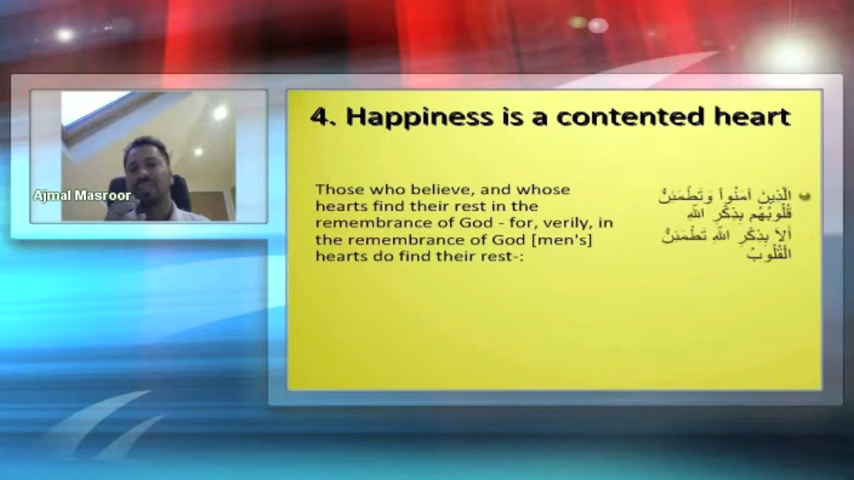 4. Happiness is a contented heart
Ajmal Masroor
Those who believe, and whose
hearts find their rest in the
remembrance of God - for, verily, in
the remembrance of God [men's]
hearts do find their rest-:
الَّذِينَ آمَنُواْ وَتَطْمَئِنُّ
قُلُوبُهُم بِذِكْرِ اللّهِ
أَلاَ بِذِكْرِ اللّهِ تَطْمَئِنُّ
الْقُلُوبُ